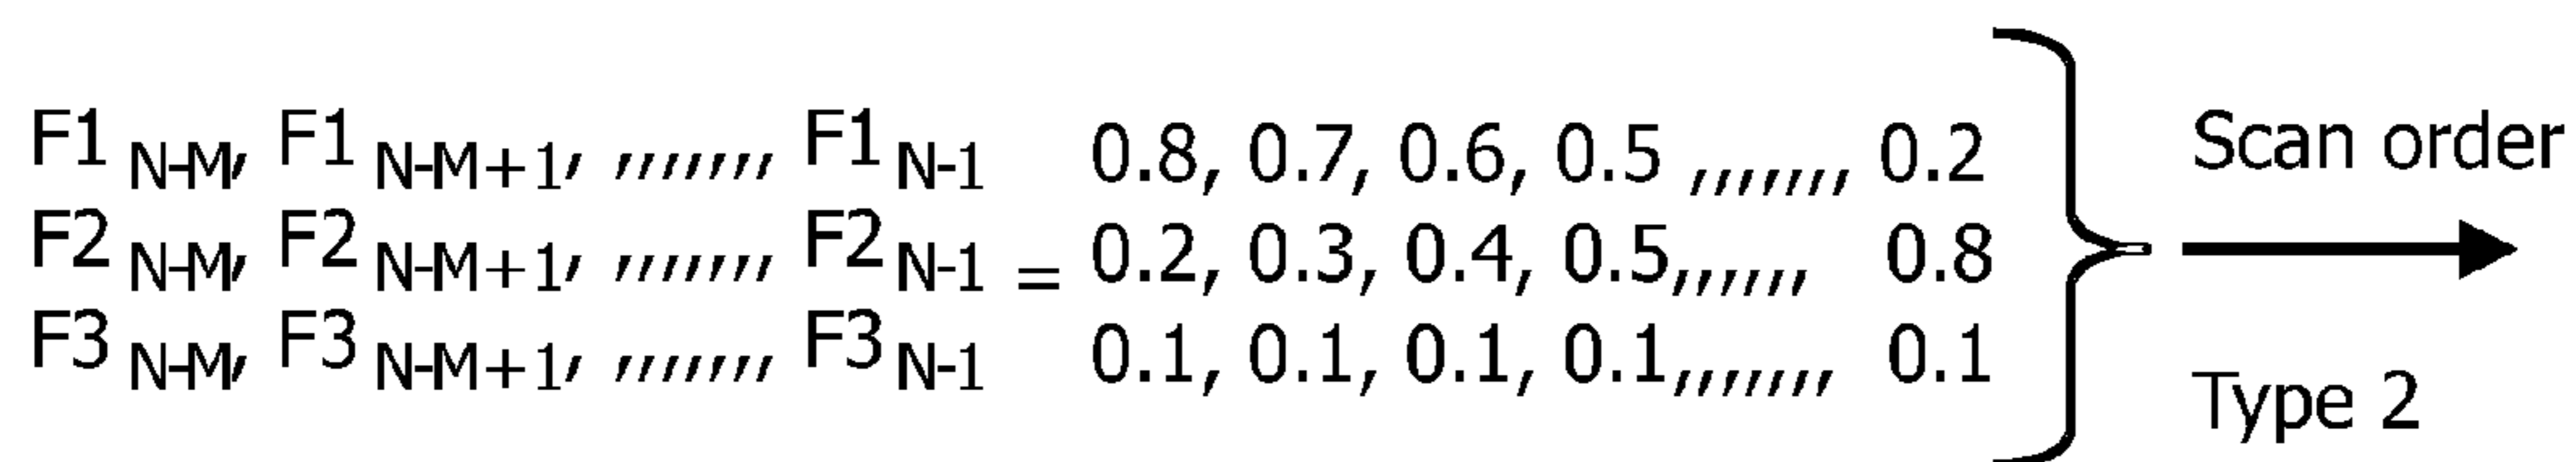 F1 N-M, F1 N-M+1, ,,,,,,, F1 N-1 0.8, 0.7, 0.6, 0.5 ,,,,,,, 0.2
F2 N-M, F2 N-M+1, ,,,,,,, F2 N-1 = 0.2, 0.3, 0.4, 0.5,,,,,, 0.8
F3 N-M, F3 N-M+1, ,,,,,,, F3 N-1 0.1, 0.1, 0.1, 0.1,,,,,,, 0.1
Scan order
Type 2